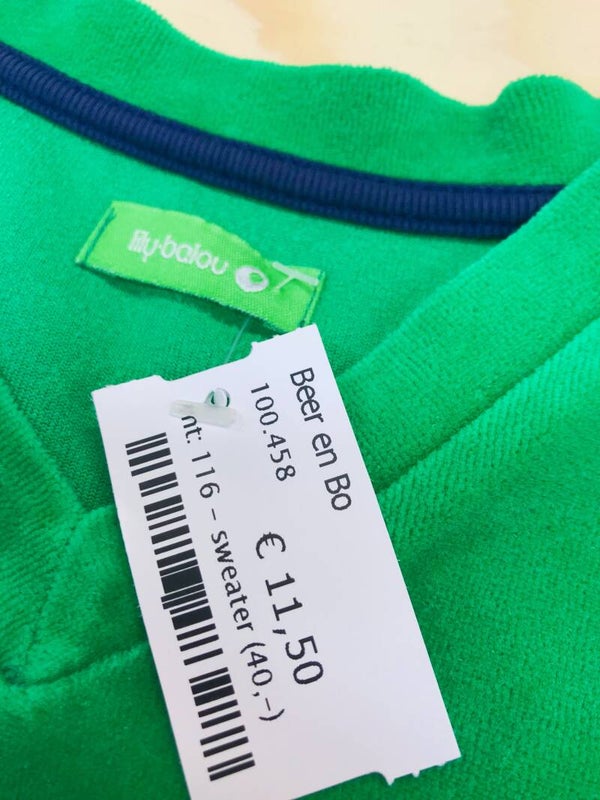 lily-balou
Beer en Bo
100.458
€ 11,50
nt: 116 – sweater (40,-)